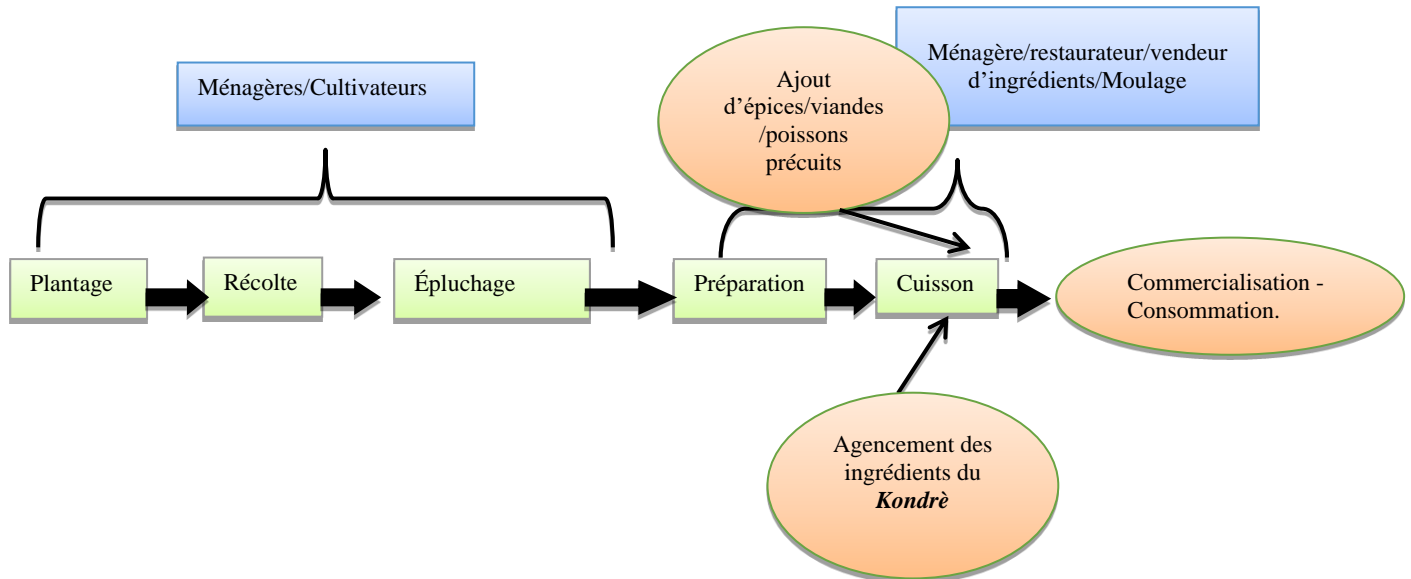 Ménagères/Cultivateurs
Ajout
d'épices/viandes
/poissons
précuits
Ménagère/restaurateur/vendeur
d'ingrédients/Moulage
Plantage
Récolte
Épluchage
Préparation
Cuisson
Commercialisation -
Consommation.
Agencement des
ingrédients du
Kondrè